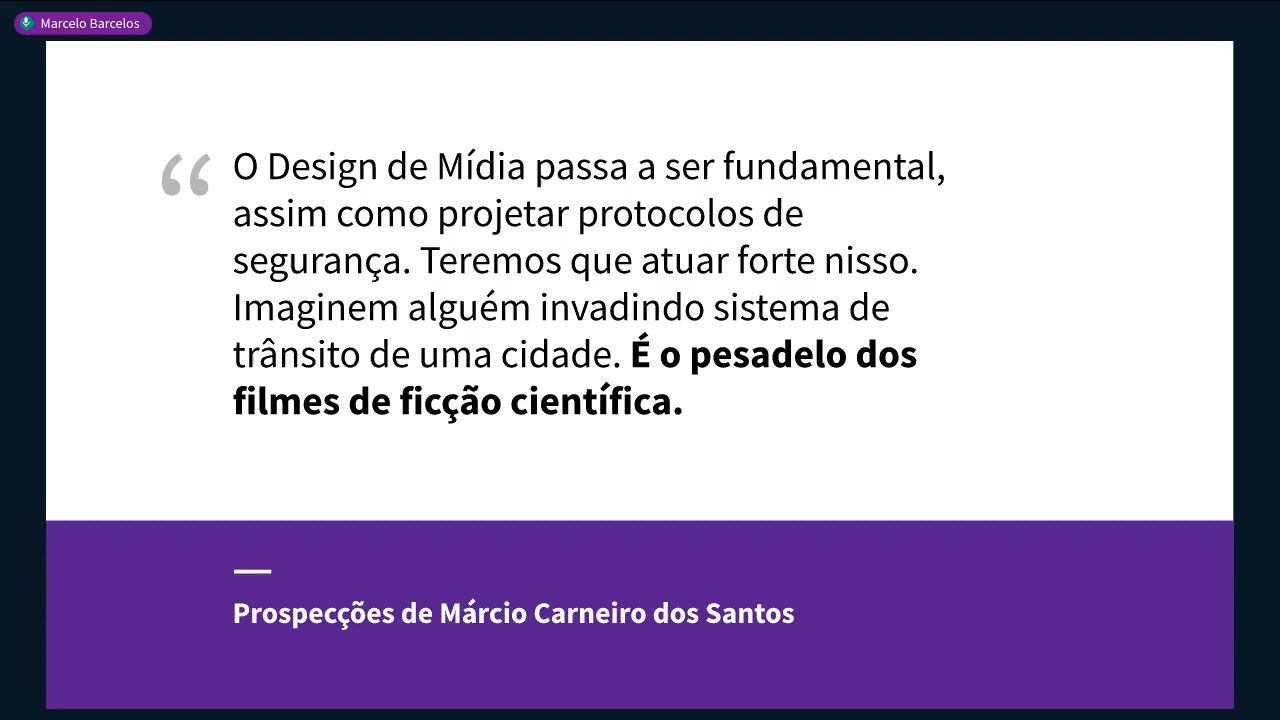 Marcelo Barcelos
“ O Design de Mídia passa a ser fundamental,
assim como projetar protocolos de
segurança. Teremos que atuar forte nisso.
Imaginem alguém invadindo sistema de
trânsito de uma cidade. É o pesadelo dos
filmes de ficção científica.
Prospecções de Márcio Carneiro dos Santos